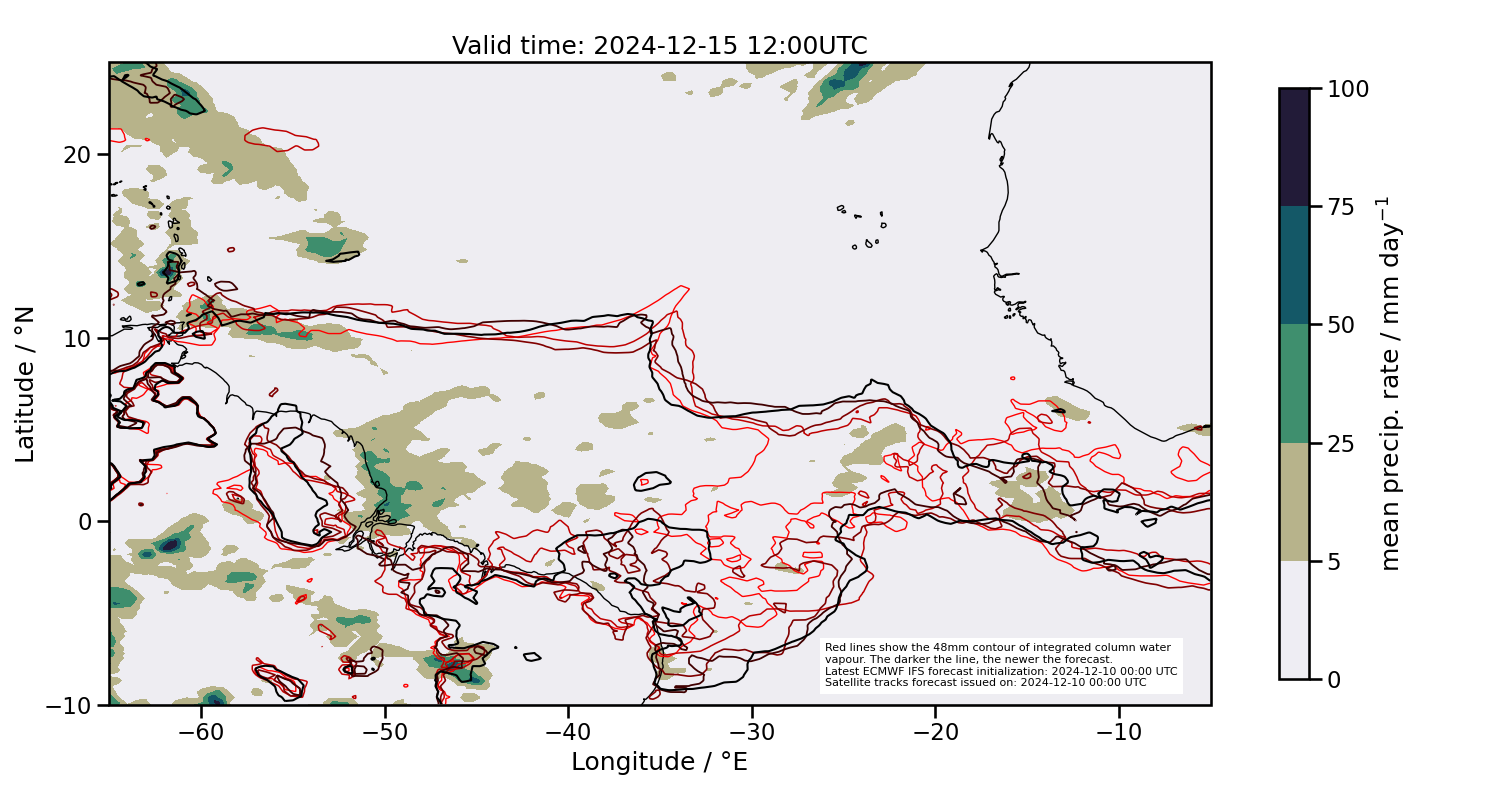 Valid time: 2024-12-15 12:00UTC
Latitude / °N
20
10
0
−10
−60
−50
−40
−30
−20
−10
Longitude / °E
Red lines show the 48mm contour of integrated column water
vapour. The darker the line, the newer the forecast.
Latest ECMWF IFS forecast initialization: 2024-12-10 00:00 UTC
Satellite tracks forecast issued on: 2024-12-10 00:00 UTC
100
75
50
25
5
0
mean precip. rate / mm day⁻¹